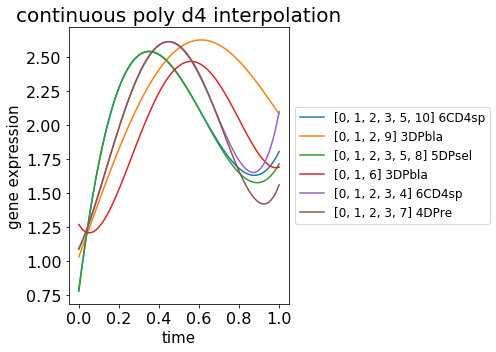 continuous poly d4 interpolation
gene expression
2.50
2.25
2.00
1.75
1.50
1.25
1.00
0.75
0.0 0.2 0.4 0.6 0.8 1.0
time
[0, 1, 2, 3, 5, 10] 6CD4sp
[0, 1, 2, 9] 3DPbla
[0, 1, 2, 3, 5, 8] 5DPsel
[0, 1, 6] 3DPbla
[0, 1, 2, 3, 4] 6CD4sp
[0, 1, 2, 3, 7] 4DPre